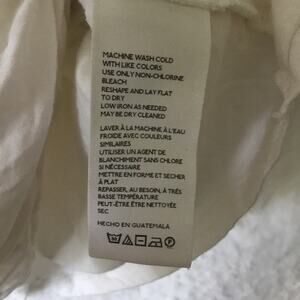 MACHINE WASH COLD
WITH LIKE COLORS
USE ONLY NON-CHLORINE
BLEACH
RESHAPE AND LAY FLAT
TO DRY
LOW IRON AS NEEDED
MAY BE DRY CLEANED
LAVER À LA MACHINE À L'EAU
FROIDE AVEC COULEURS
SIMILAIRES
UTILISER UN AGENT DE
BLANCHIMENT SANS CHLORE
SI NÉCESSAIRE
METTRE EN FORME ET SÉCHER
À PLAT
REPASSER, AU BESOIN, À TRÈS
BASSE TEMPÉRATURE
PEUT-ÊTRE ÊTRE NETTOYÉE
SEC
HECHO EN GUATEMALA